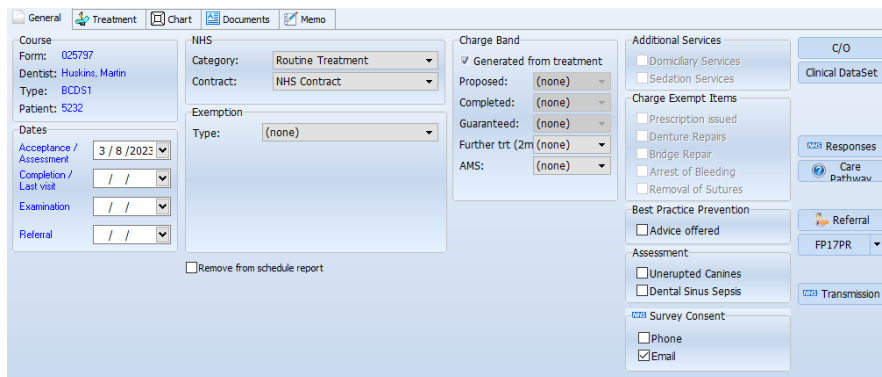 General Treatment Chart Documents Memo
Course
Form: 025797
Dentist: Huskins, Martin
Type: BCDS1
Patient: 5232
Dates
Acceptance / Assessment 3 / 8 /2023
Completion / Last visit / /
Examination / /
Referral / /
NHS
Category: Routine Treatment
Contract: NHS Contract
Exemption
Type: (none)
Remove from schedule report
Charge Band
Generated from treatment
Proposed: (none)
Completed: (none)
Guaranteed: (none)
Further trt (2m (none)
AMS: (none)
Additional Services
Domiciliary Services
Sedation Services
Charge Exempt Items
Prescription issued
Denture Repairs
Bridge Repair
Arrest of Bleeding
Removal of Sutures
Best Practice Prevention
Advice offered
Assessment
Unerupted Canines
Dental Sinus Sepsis
NHS Survey Consent
Phone
Email
C/O
Clinical DataSet
NHS Responses
Care Pathway
Referral
FP17PR
NHS Transmission